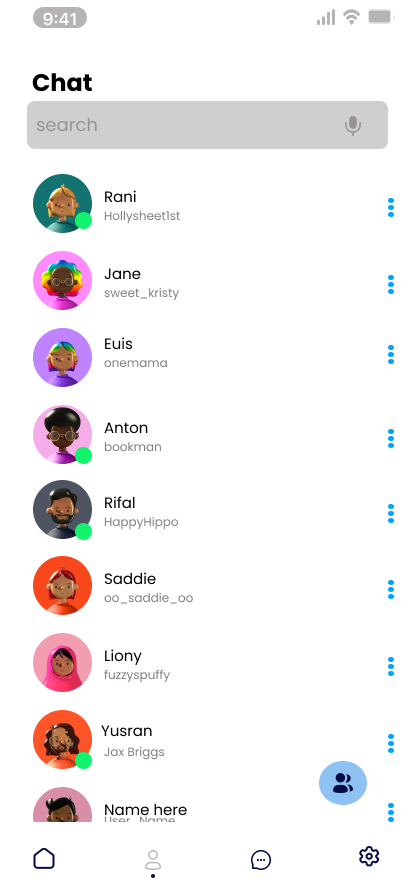 9:41
Chat
search
Rani
Hollysheet1st
Jane
sweet_kristy
Euis
onemama
Anton
bookman
Rifal
HappyHippo
Saddie
oo_saddie_oo
Liony
fuzzyspuffy
Yusran
Jax Briggs
Name here
User_Name